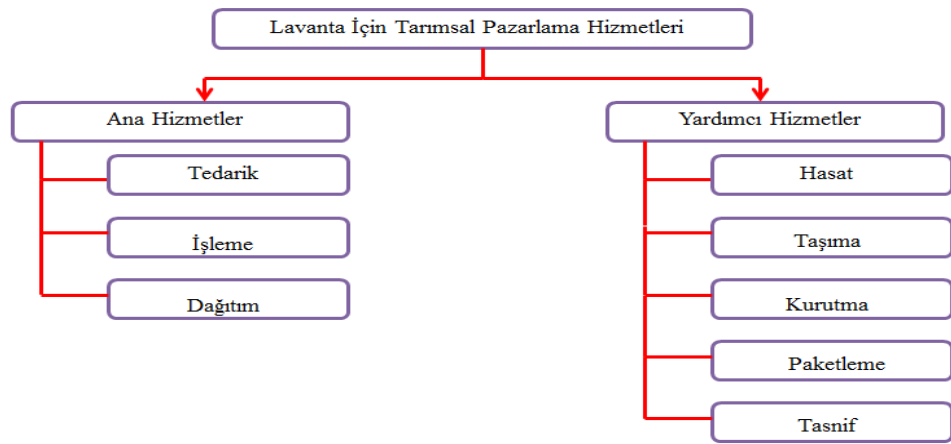 Lavanta İçin Tarımsal Pazarlama Hizmetleri
Ana Hizmetler
Tedarik
İşleme
Dağıtım
Yardımcı Hizmetler
Hasat
Taşıma
Kurutma
Paketleme
Tasnif